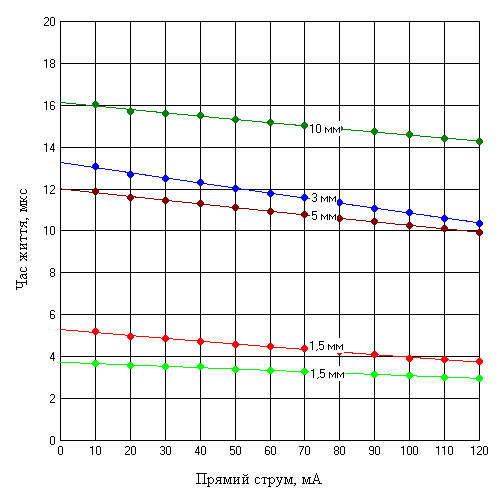 20
18
16
14
12
10
8
6
4
2
0
Час життя, мкс
10 мм
3 мм
5 мм
1,5 мм
1,5 мм
0 10 20 30 40 50 60 70 80 90 100 110 120
Прямий струм, мА